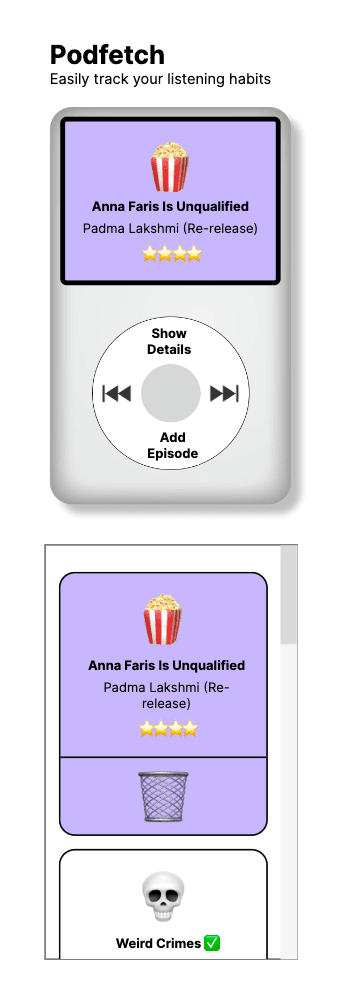 Podfetch
Easily track your listening habits
Anna Faris Is Unqualified
Padma Lakshmi (Re-release)
Show
Details
Add
Episode
Anna Faris Is Unqualified
Padma Lakshmi (Re-
release)
Weird Crimes ✅